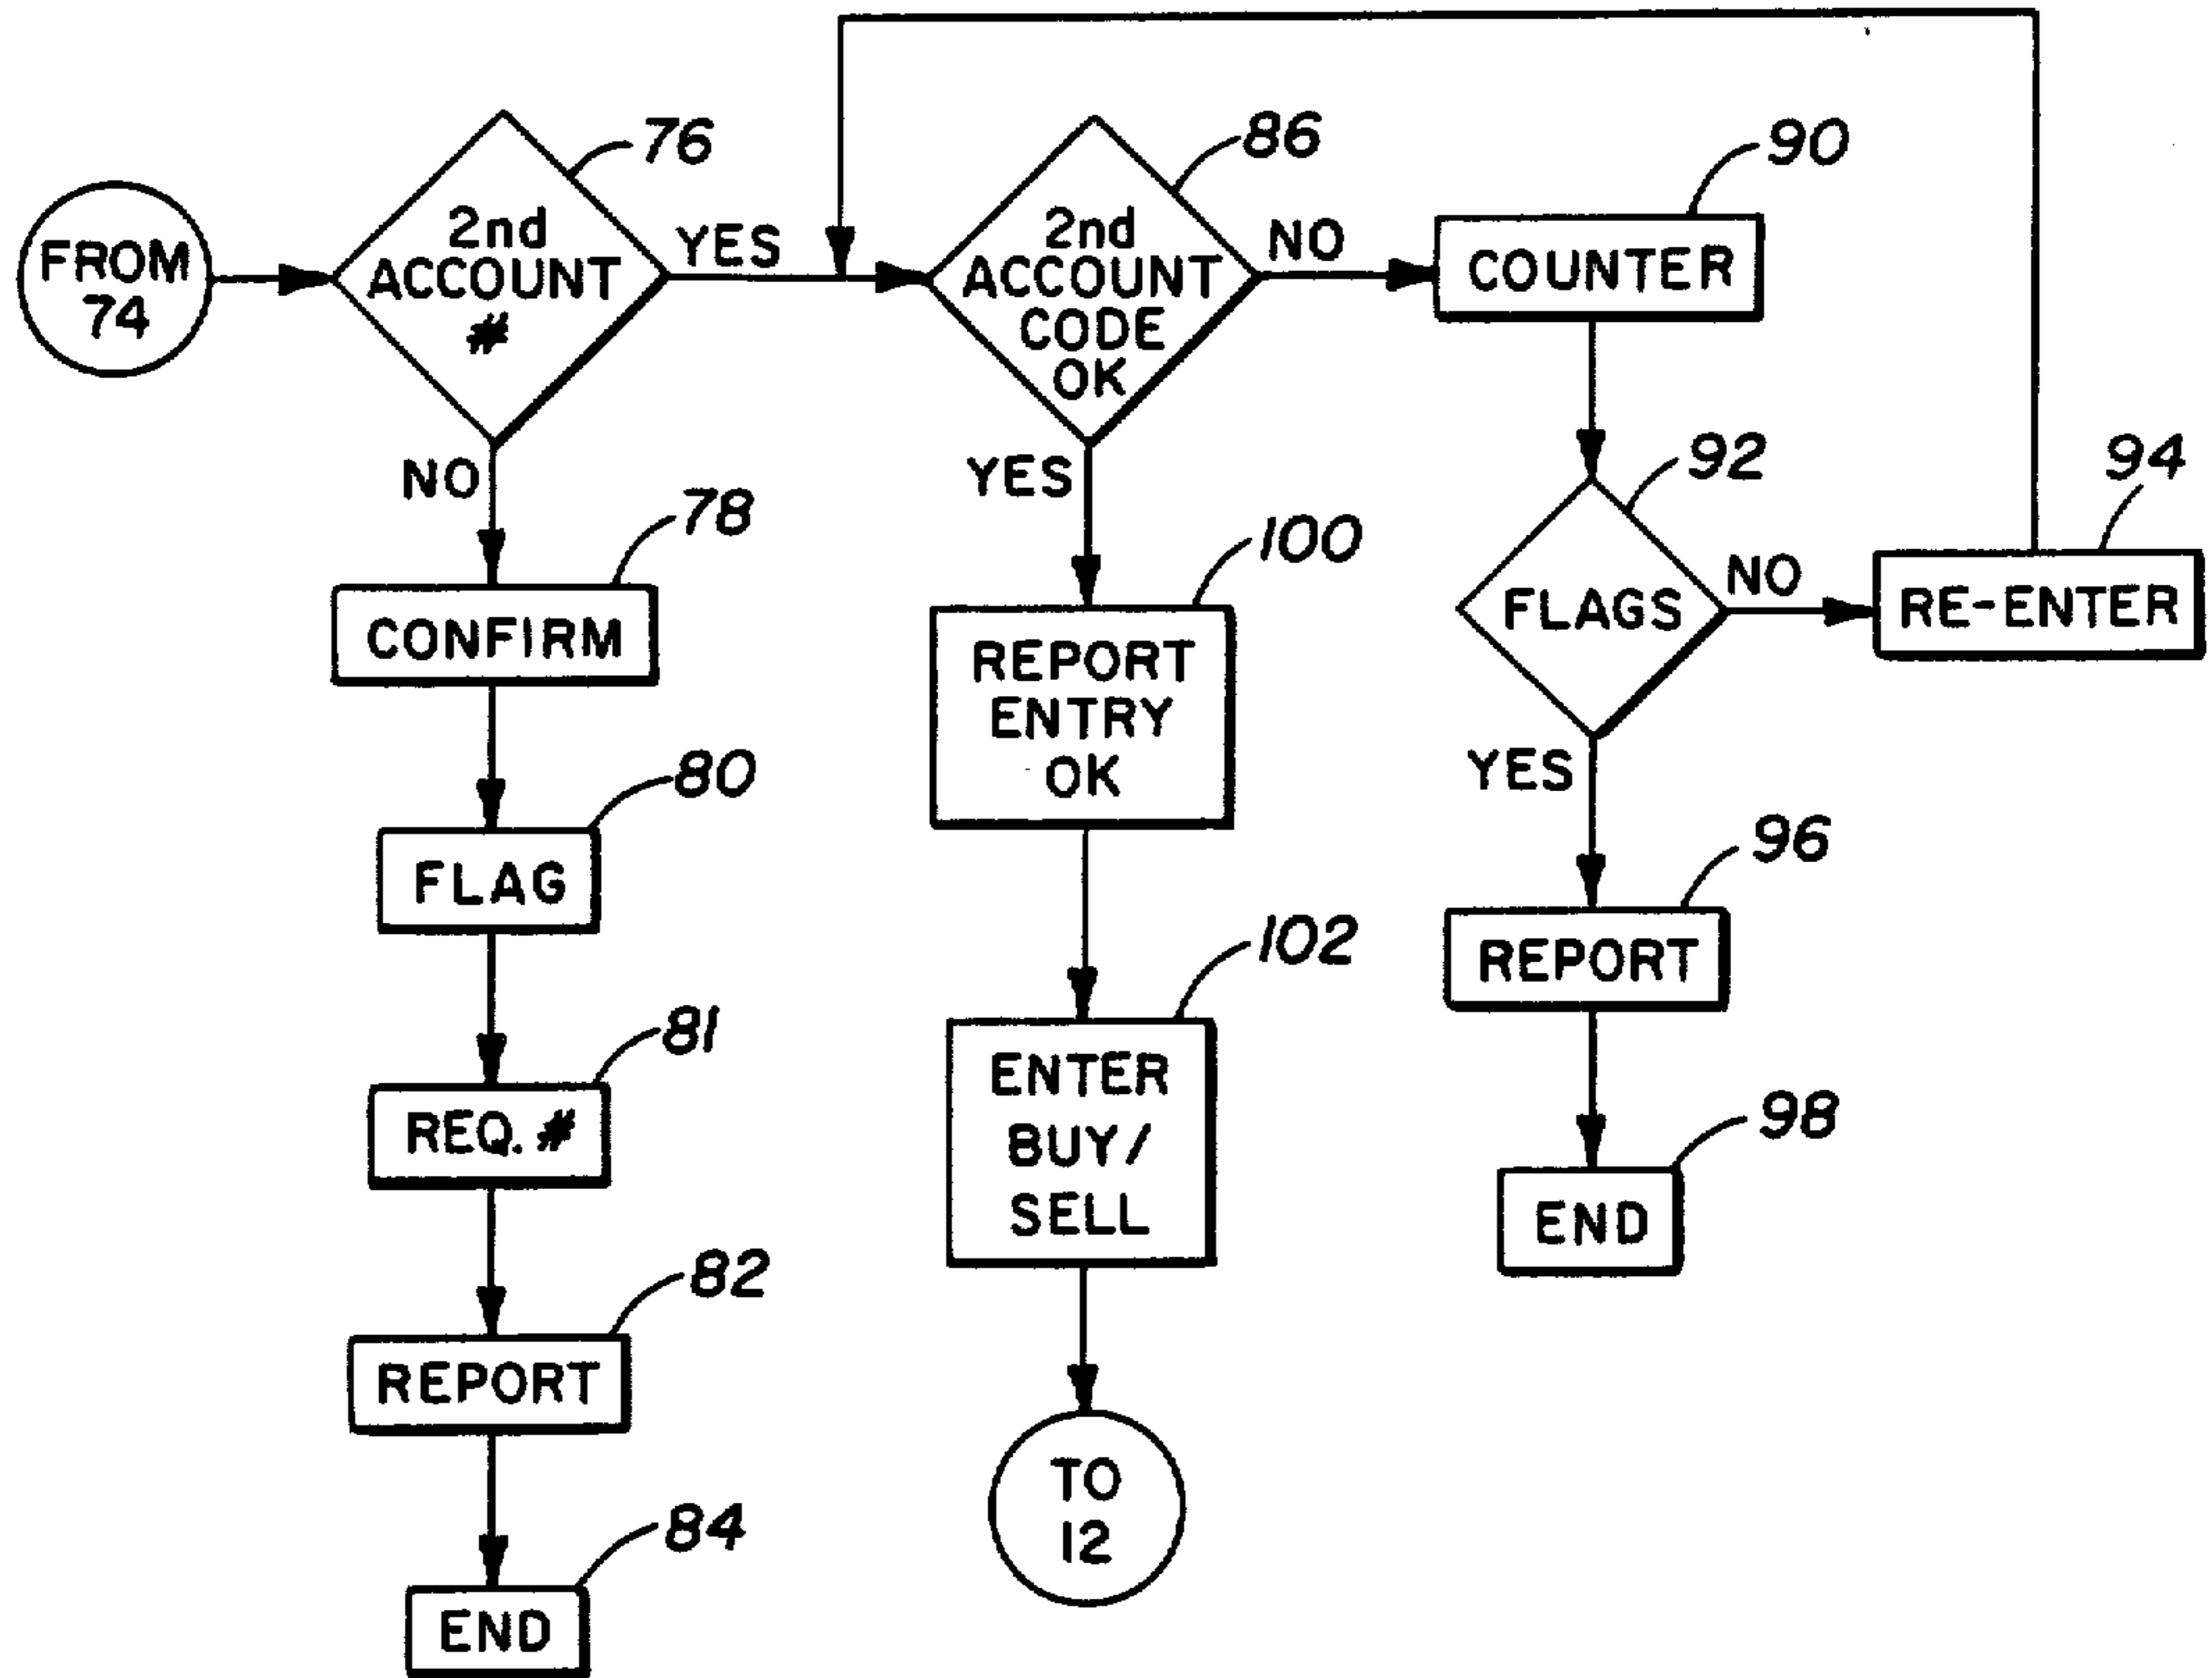 FROM
74
76
2nd
ACCOUNT
#
YES
NO
78
CONFIRM
80
FLAG
81
REQ. #
82
REPORT
84
END
86
2nd
ACCOUNT
CODE
OK
NO
YES
100
REPORT
ENTRY
OK
102
ENTER
BUY/
SELL
TO
12
90
COUNTER
92
FLAGS
NO
94
RE-ENTER
YES
96
REPORT
98
END